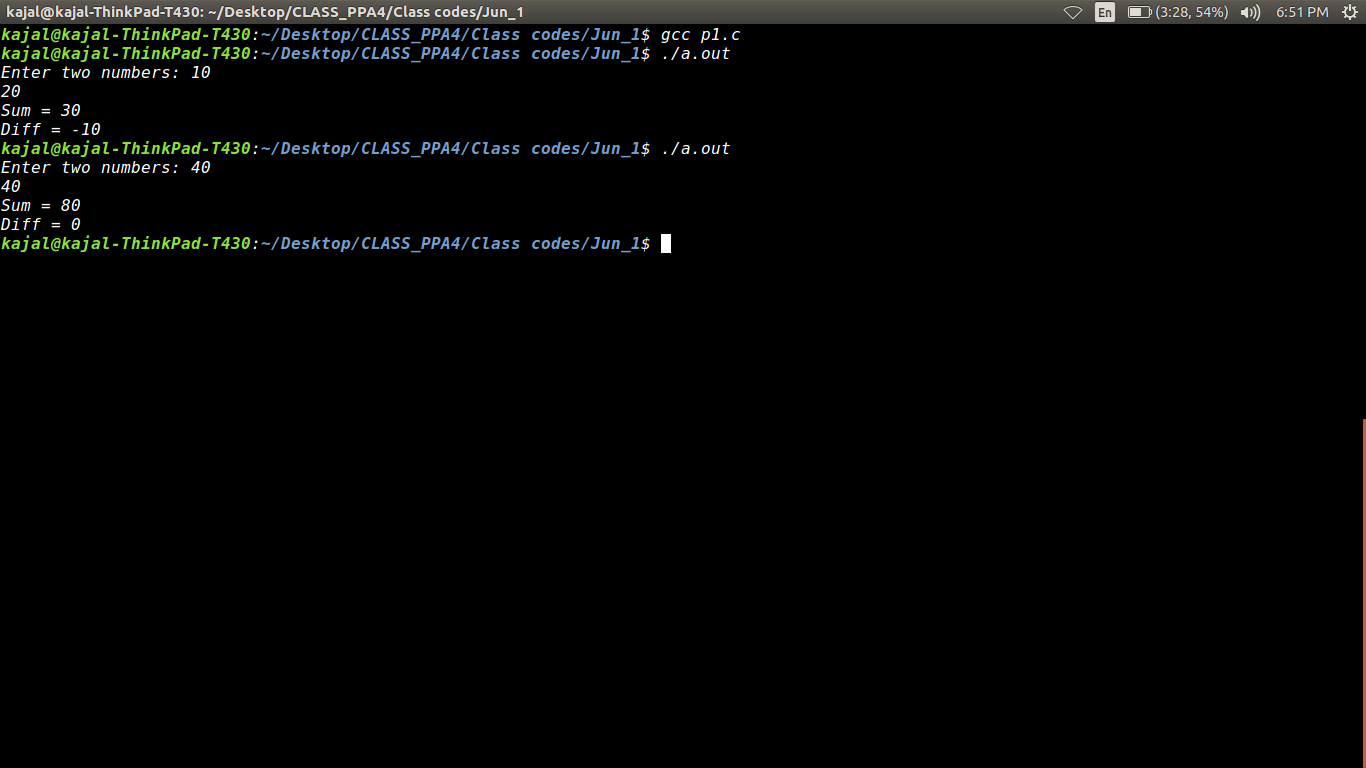 kajal@kajal-ThinkPad-T430: ~/Desktop/CLASS_PPA4/Class codes/Jun_1 En (3:28, 54%) 6:51 PM
kajal@kajal-ThinkPad-T430:~/Desktop/CLASS_PPA4/Class codes/Jun_1$ gcc p1.c
kajal@kajal-ThinkPad-T430:~/Desktop/CLASS_PPA4/Class codes/Jun_1$ ./a.out
Enter two numbers: 10
20
Sum = 30
Diff = -10
kajal@kajal-ThinkPad-T430:~/Desktop/CLASS_PPA4/Class codes/Jun_1$ ./a.out
Enter two numbers: 40
40
Sum = 80
Diff = 0
kajal@kajal-ThinkPad-T430:~/Desktop/CLASS_PPA4/Class codes/Jun_1$